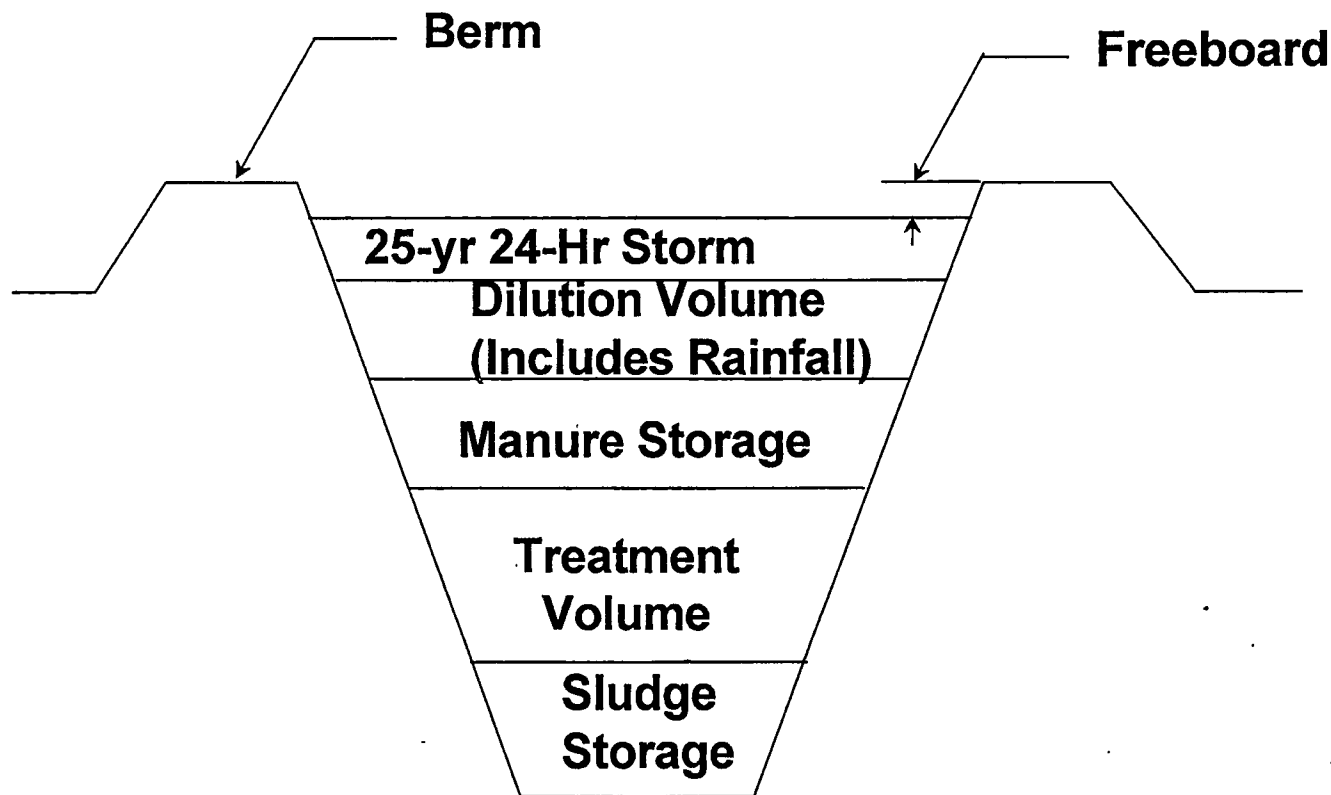 Berm
Freeboard
25-yr 24-Hr Storm
Dilution Volume
(Includes Rainfall)
Manure Storage
Treatment
Volume
Sludge
Storage